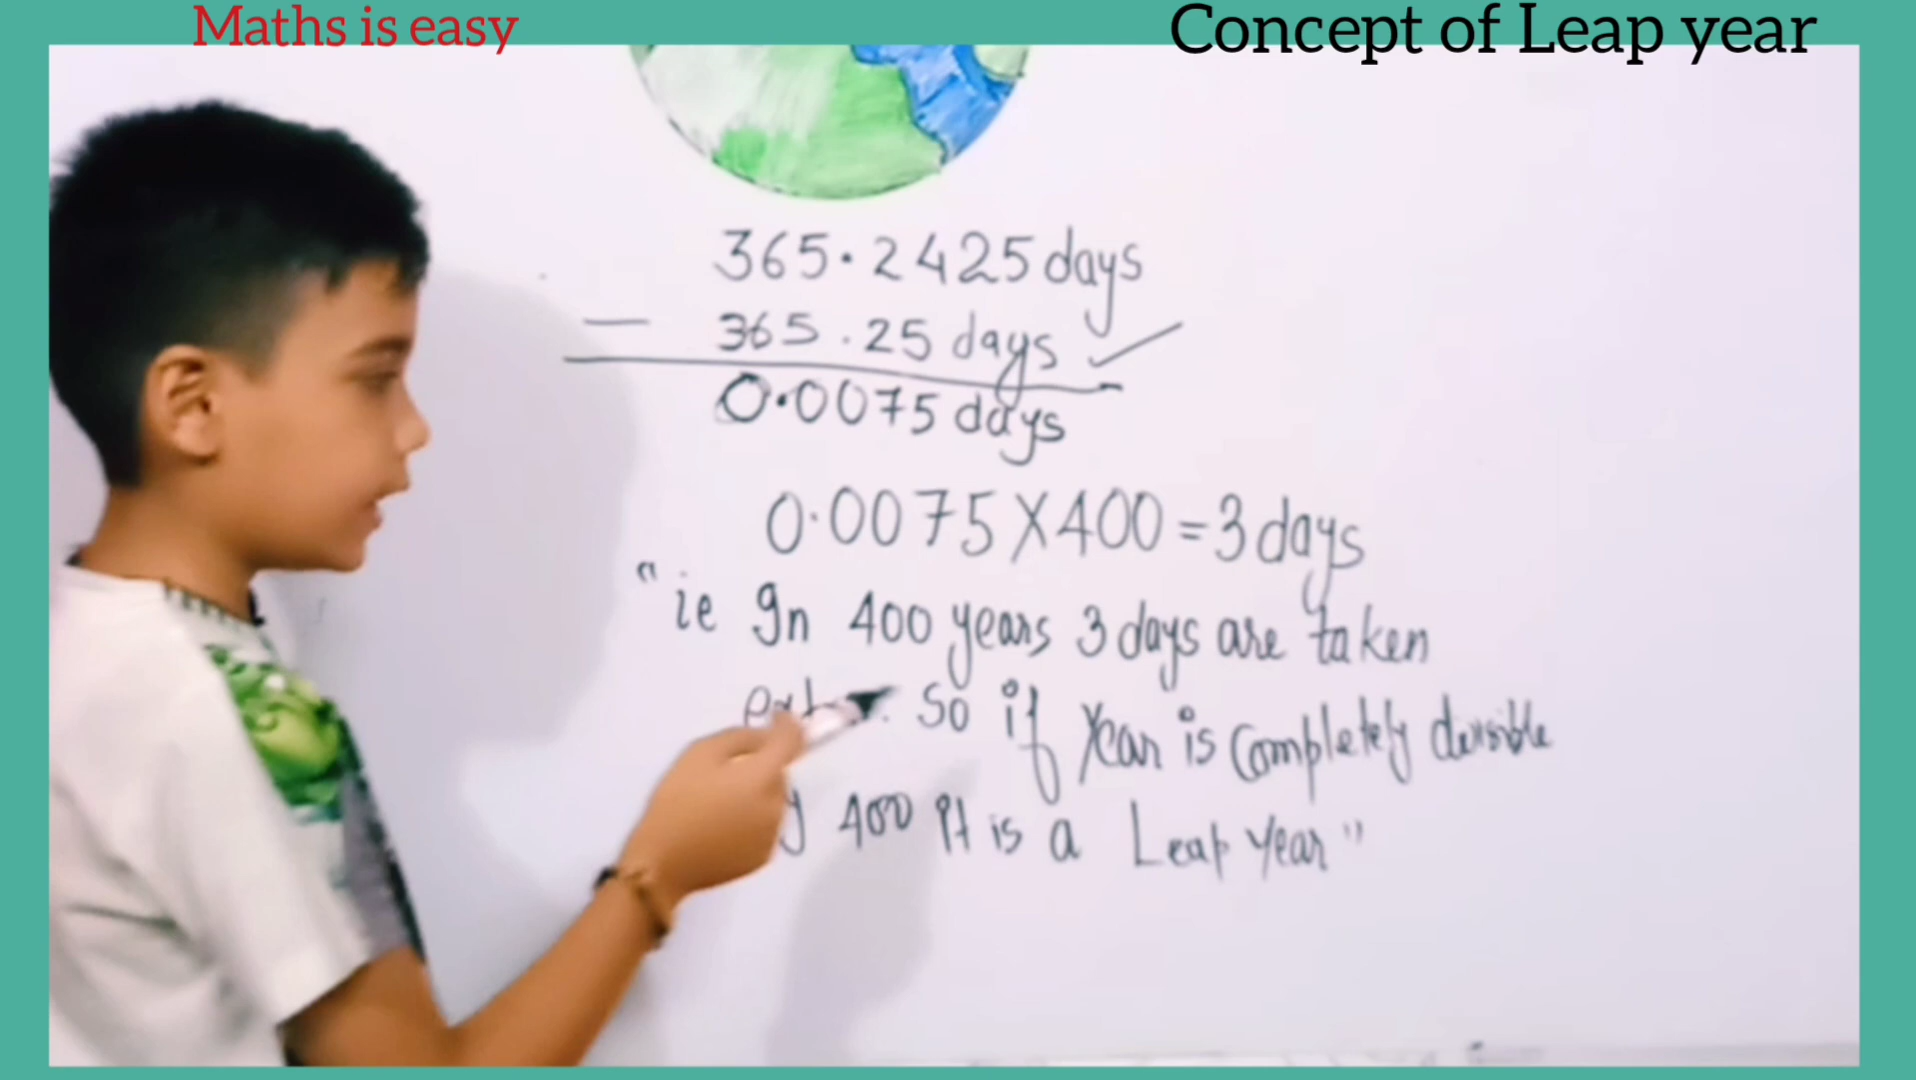 Maths is easy
Concept of Leap year
365.2425 days
— 365.25 days ✓
0.0075 days
0.0075 X 400 = 3 days
"ie In 400 years 3 days are taken
So if Year is completely divisible
400 it is a Leap Year"